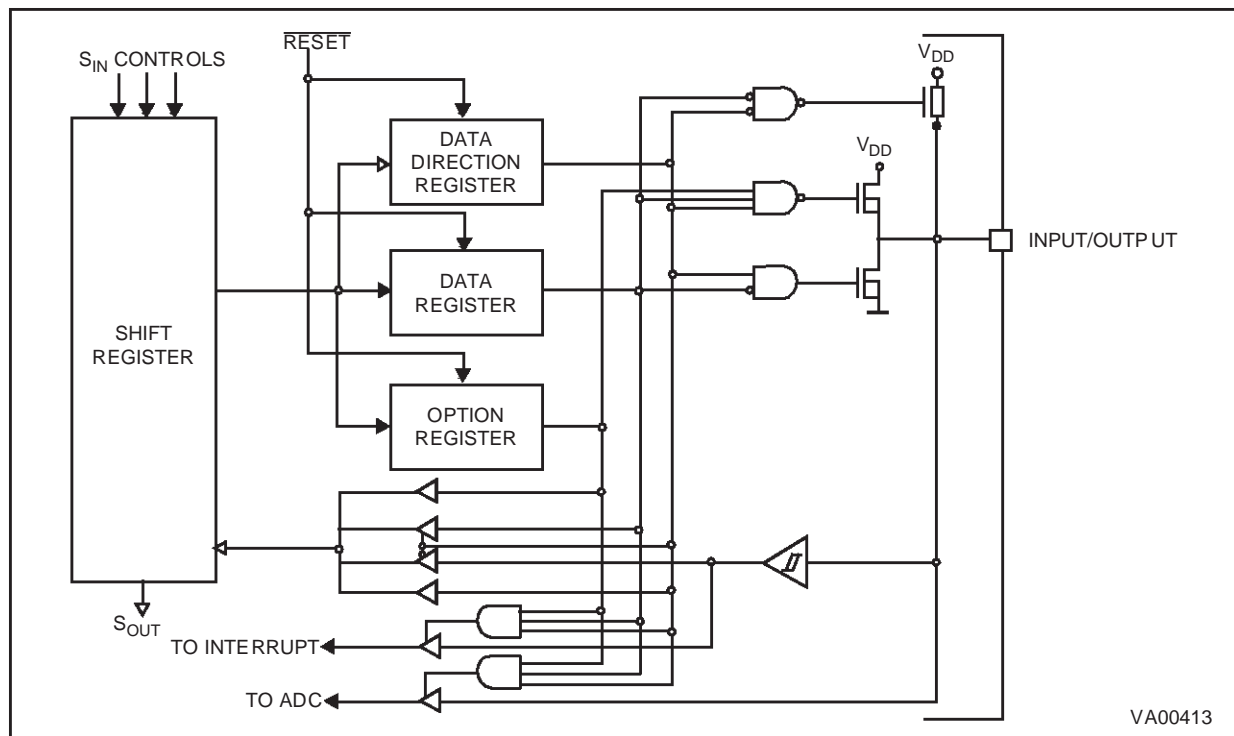 RESET
S_IN CONTROLS
V_DD
DATA
DIRECTION
REGISTER
V_DD
INPUT/OUTPUT
DATA
REGISTER
SHIFT
REGISTER
OPTION
REGISTER
S_OUT
TO INTERRUPT
TO ADC
VA00413